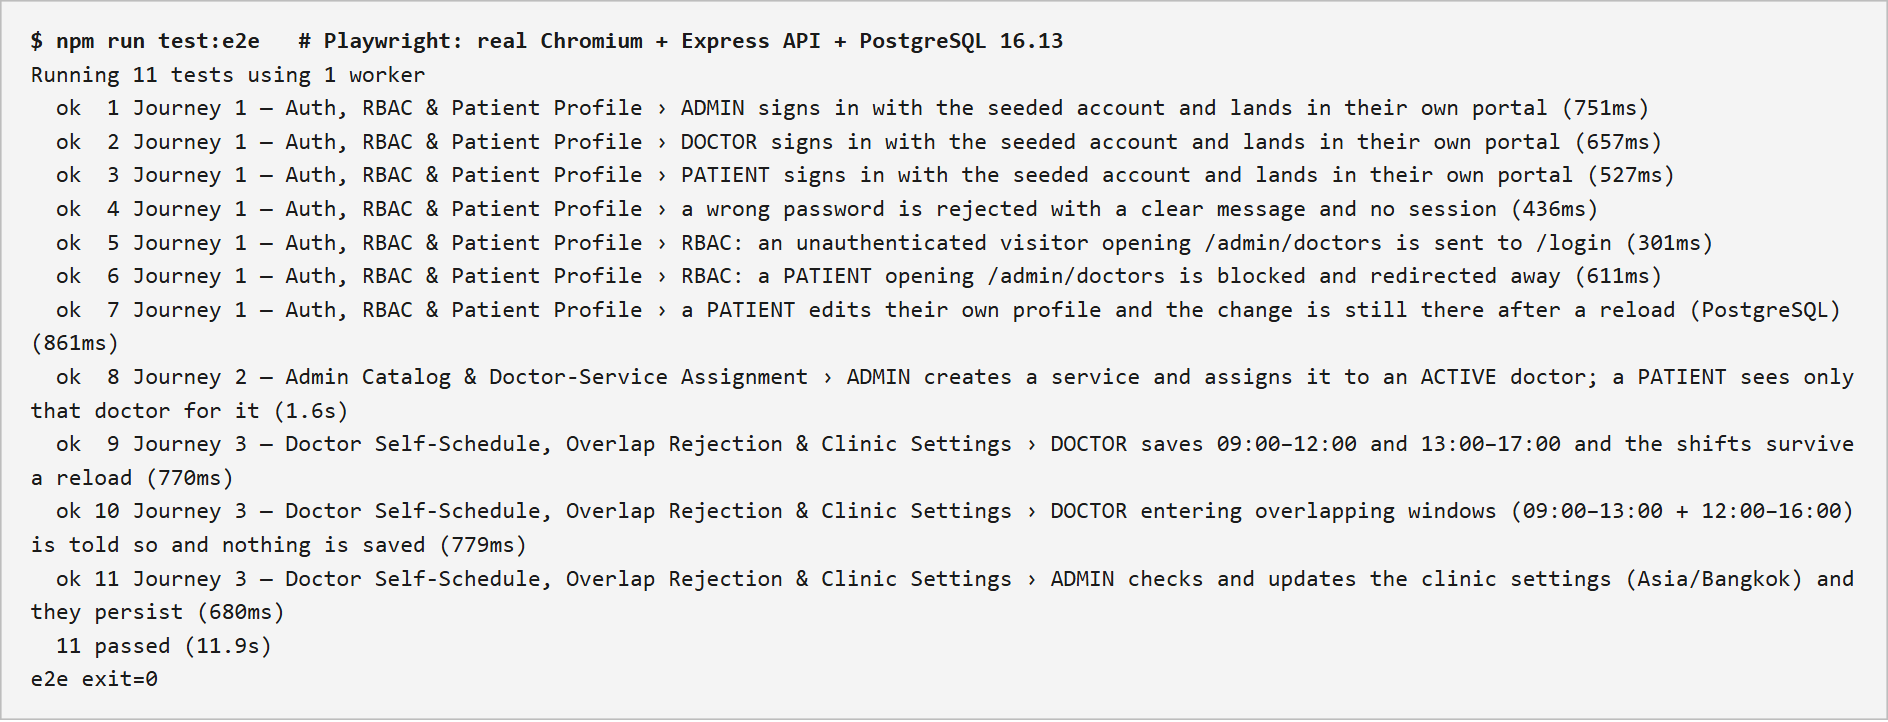 $ npm run test:e2e   # Playwright: real Chromium + Express API + PostgreSQL 16.13
Running 11 tests using 1 worker
  ok  1 Journey 1 — Auth, RBAC & Patient Profile › ADMIN signs in with the seeded account and lands in their own portal (751ms)
  ok  2 Journey 1 — Auth, RBAC & Patient Profile › DOCTOR signs in with the seeded account and lands in their own portal (657ms)
  ok  3 Journey 1 — Auth, RBAC & Patient Profile › PATIENT signs in with the seeded account and lands in their own portal (527ms)
  ok  4 Journey 1 — Auth, RBAC & Patient Profile › a wrong password is rejected with a clear message and no session (436ms)
  ok  5 Journey 1 — Auth, RBAC & Patient Profile › RBAC: an unauthenticated visitor opening /admin/doctors is sent to /login (301ms)
  ok  6 Journey 1 — Auth, RBAC & Patient Profile › RBAC: a PATIENT opening /admin/doctors is blocked and redirected away (611ms)
  ok  7 Journey 1 — Auth, RBAC & Patient Profile › a PATIENT edits their own profile and the change is still there after a reload (PostgreSQL)
(861ms)
  ok  8 Journey 2 — Admin Catalog & Doctor-Service Assignment › ADMIN creates a service and assigns it to an ACTIVE doctor; a PATIENT sees only
that doctor for it (1.6s)
  ok  9 Journey 3 — Doctor Self-Schedule, Overlap Rejection & Clinic Settings › DOCTOR saves 09:00–12:00 and 13:00–17:00 and the shifts survive
a reload (770ms)
  ok 10 Journey 3 — Doctor Self-Schedule, Overlap Rejection & Clinic Settings › DOCTOR entering overlapping windows (09:00–13:00 + 12:00–16:00)
is told so and nothing is saved (779ms)
  ok 11 Journey 3 — Doctor Self-Schedule, Overlap Rejection & Clinic Settings › ADMIN checks and updates the clinic settings (Asia/Bangkok) and
they persist (680ms)
  11 passed (11.9s)
e2e exit=0